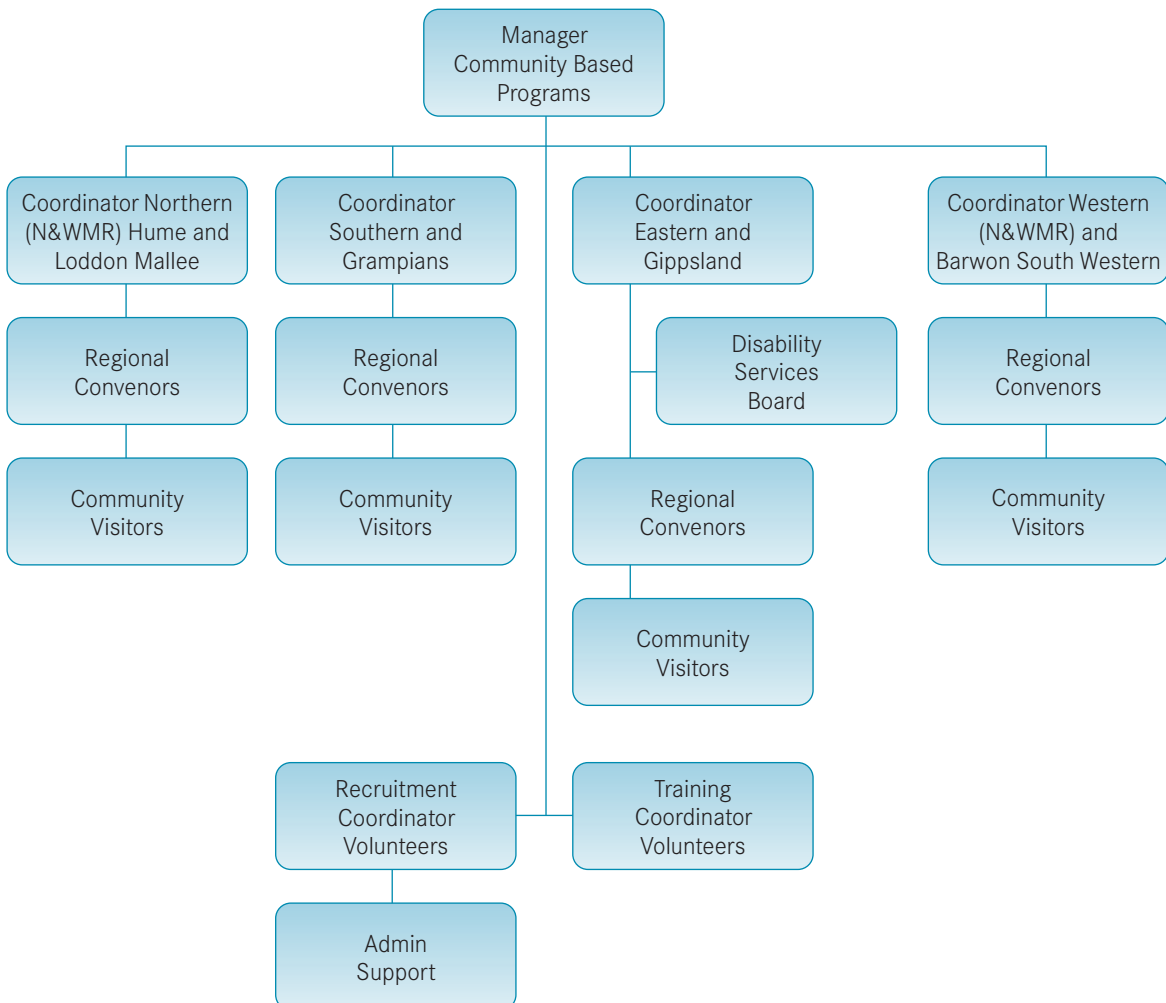 Manager
Community Based
Programs
Coordinator Northern
(N&WMR) Hume and
Loddon Mallee
Coordinator
Southern and
Grampians
Coordinator
Eastern and
Gippsland
Coordinator Western
(N&WMR) and
Barwon South Western
Regional
Convenors
Regional
Convenors
Disability
Services
Board
Regional
Convenors
Community
Visitors
Community
Visitors
Regional
Convenors
Community
Visitors
Community
Visitors
Recruitment
Coordinator
Volunteers
Training
Coordinator
Volunteers
Admin
Support